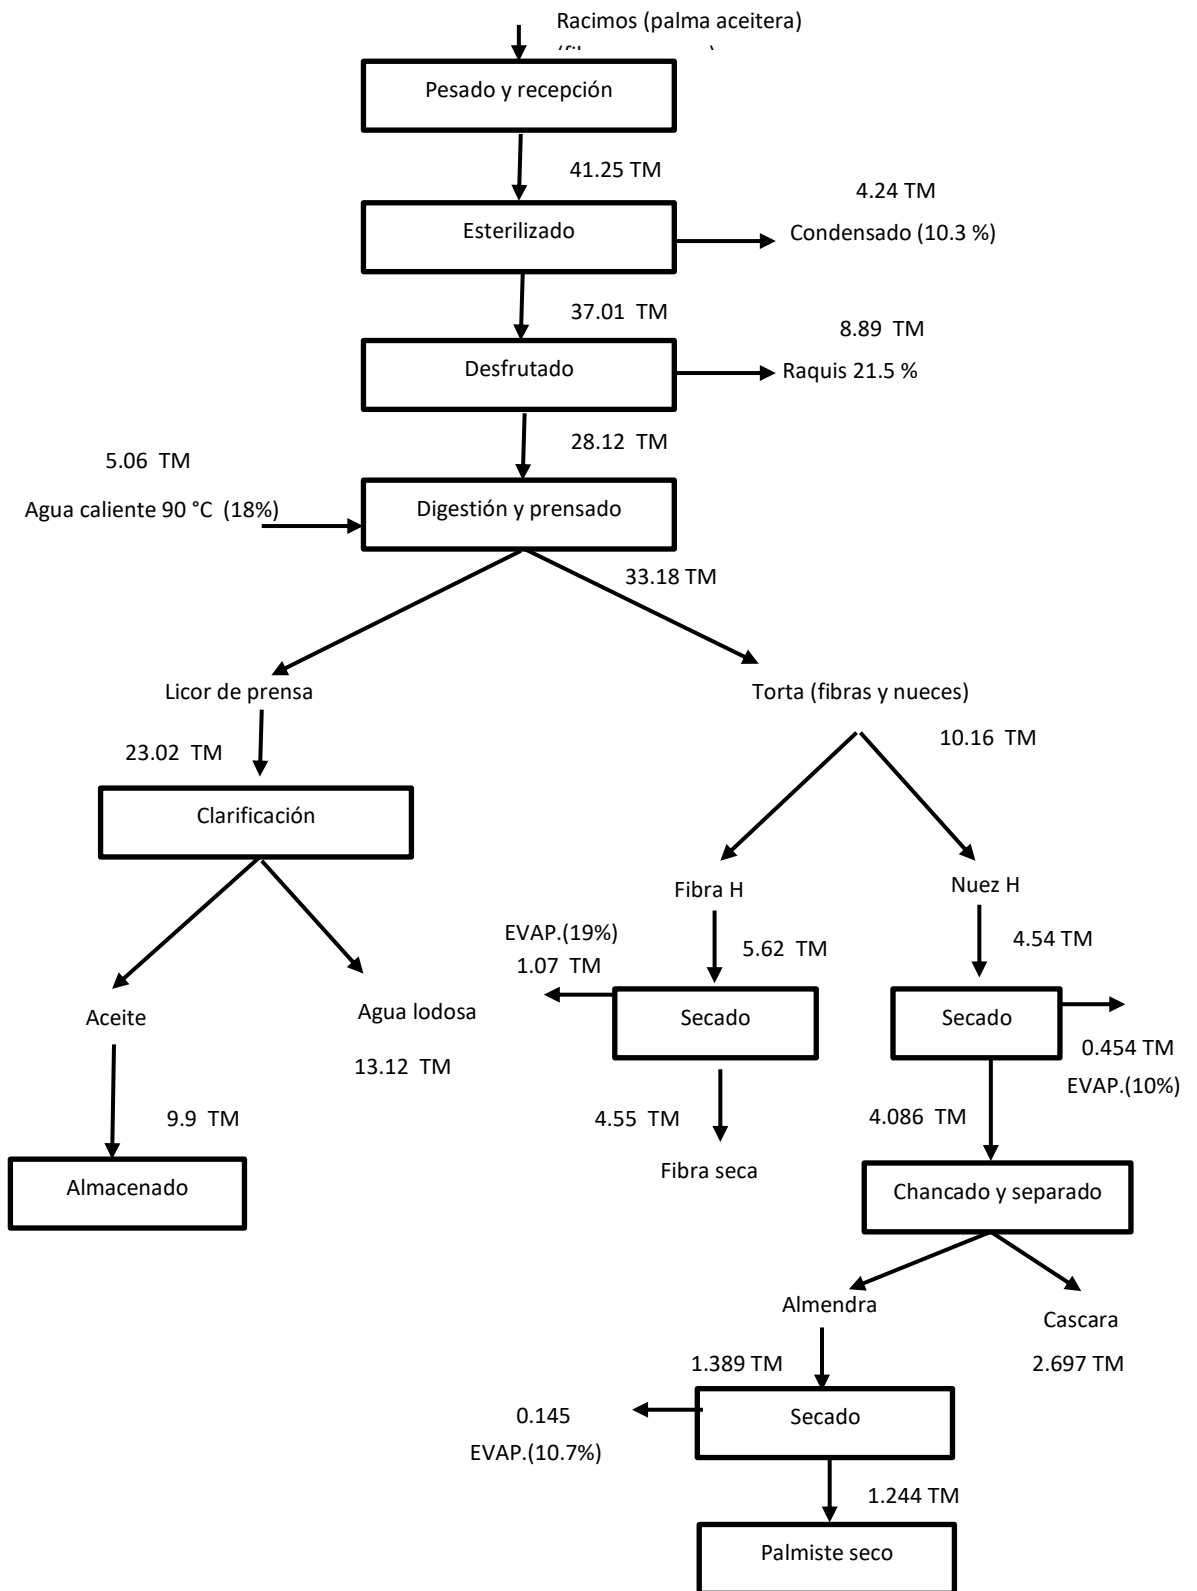 Racimos (palma aceitera)
Pesado y recepción
41.25 TM
4.24 TM
Esterilizado
Condensado (10.3 %)
37.01 TM
8.89 TM
Desfrutado
Raquis 21.5 %
28.12 TM
5.06 TM
Agua caliente 90 °C (18%)
Digestión y prensado
33.18 TM
Licor de prensa
Torta (fibras y nueces)
23.02 TM
10.16 TM
Clarificación
Fibra H
Nuez H
EVAP.(19%)
1.07 TM
5.62 TM
4.54 TM
Aceite
Agua lodosa
Secado
Secado
13.12 TM
0.454 TM
EVAP.(10%)
9.9 TM
4.55 TM
4.086 TM
Almacenado
Fibra seca
Chancado y separado
Almendra
Cascara
1.389 TM
2.697 TM
0.145
EVAP.(10.7%)
Secado
1.244 TM
Palmiste seco